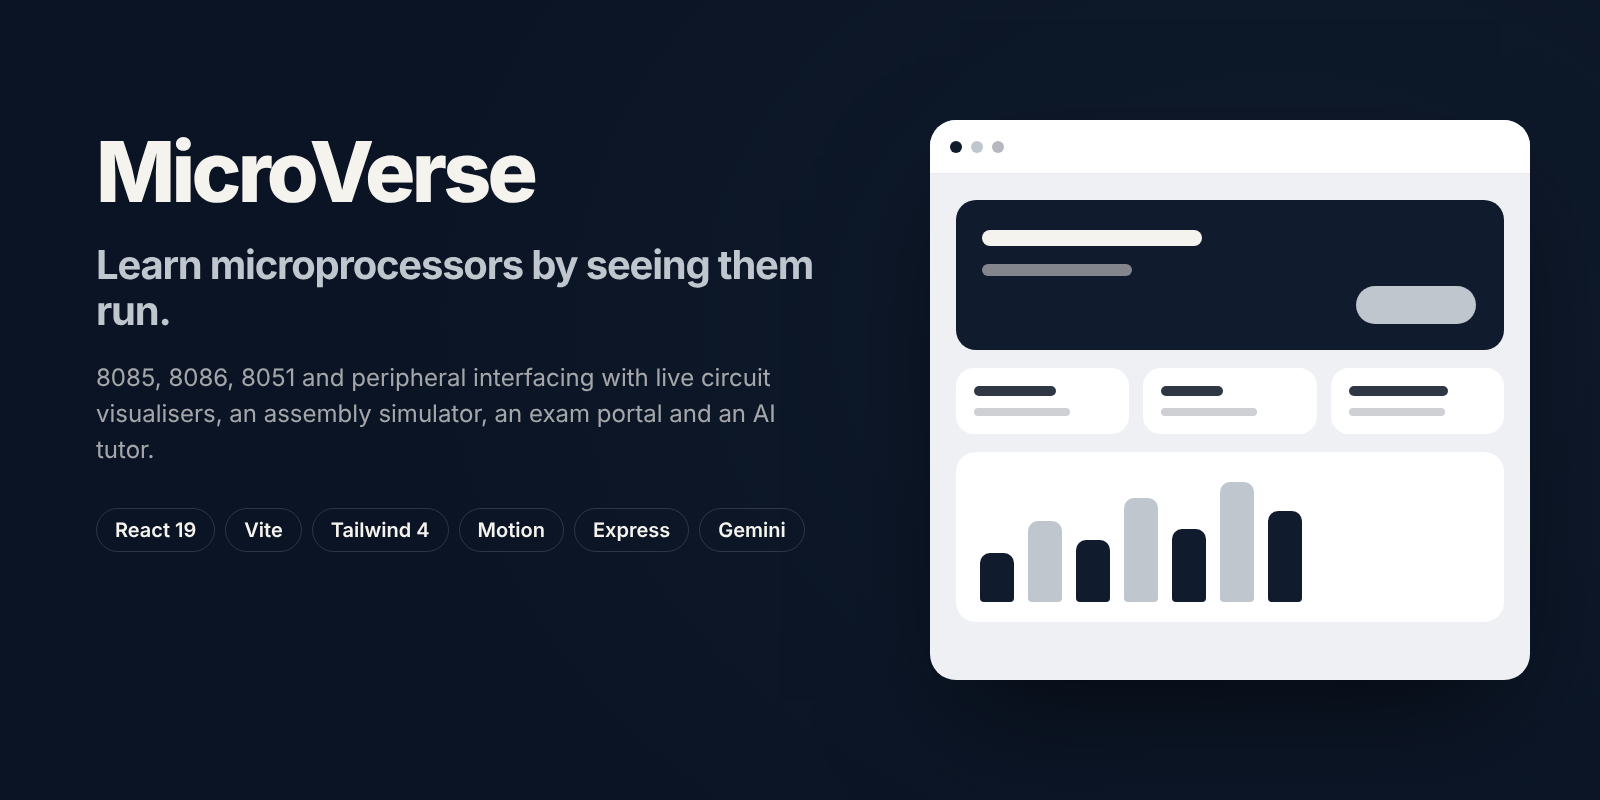 MicroVerse
Learn microprocessors by seeing them
run.
8085, 8086, 8051 and peripheral interfacing with live circuit
visualisers, an assembly simulator, an exam portal and an AI
tutor.
React 19 Vite Tailwind 4 Motion Express Gemini